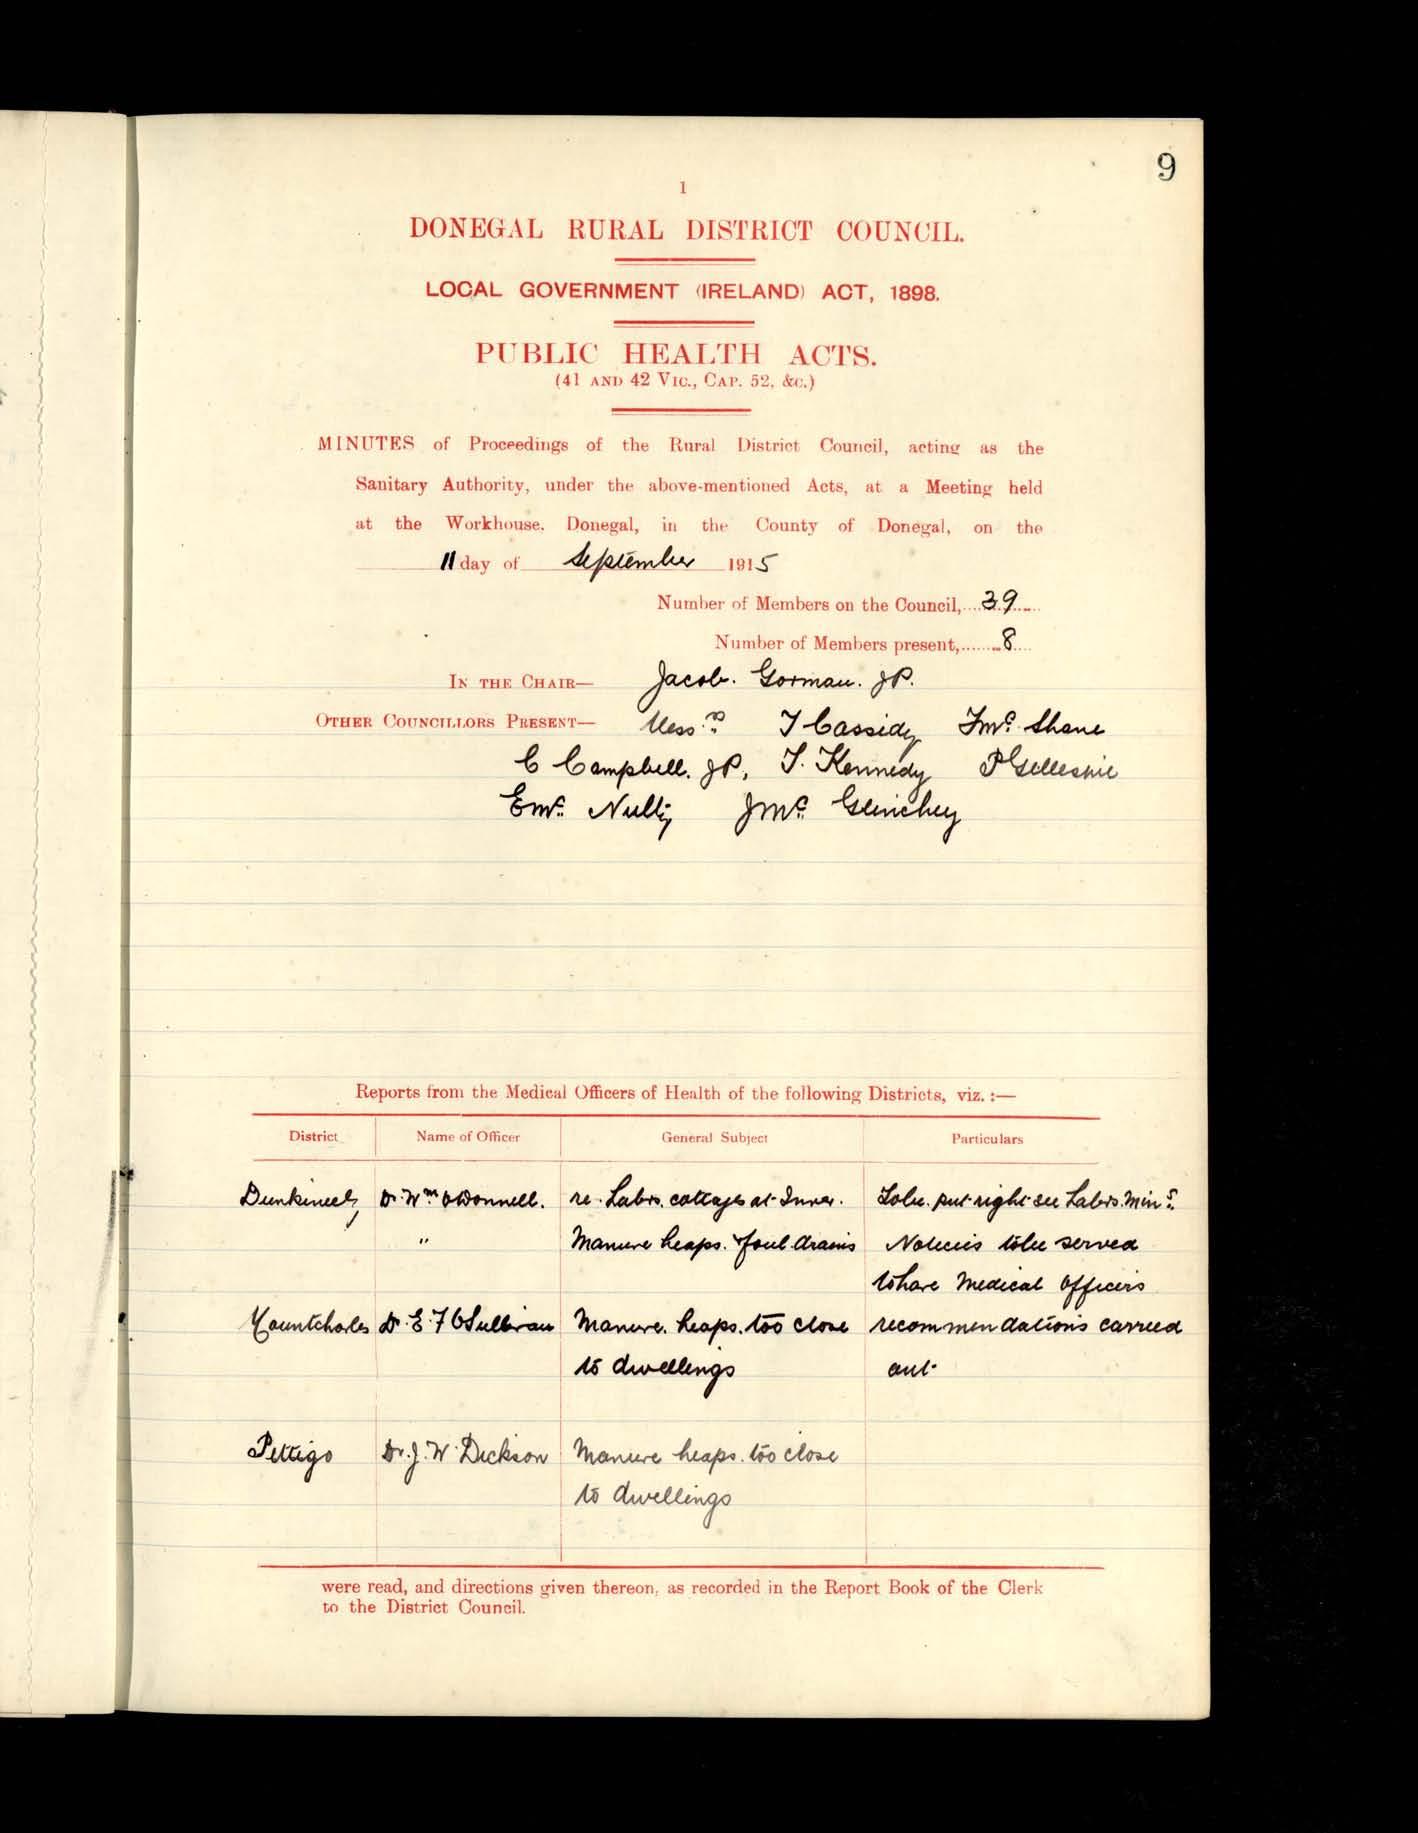 9
1
DONEGAL RURAL DISTRICT COUNCIL.
LOCAL GOVERNMENT (IRELAND) ACT, 1898.
PUBLIC HEALTH ACTS.
(41 AND 42 VIC., CAP. 52, &c.)
MINUTES of Proceedings of the Rural District Council, acting as the
Sanitary Authority, under the above-mentioned Acts, at a Meeting held
at the Workhouse, Donegal, in the County of Donegal, on the
11 day of September 1915
Number of Members on the Council, 39
Number of Members present, 8
IN THE CHAIR— Jacob. Gorman. JP.
OTHER COUNCILLORS PRESENT— Mess.rs T Cassidy F Mc Shane
C Campbell. JP, T. Kennedy P Gillespie
E Mc Nulty J Mc Glinchey
Reports from the Medical Officers of Health of the following Districts, viz. :—
District Name of Officer General Subject Particulars
Dunkineely Dr. Wm O'Donnell. re. Labrs. cottages at Inver. To be. put right see Labrs. Mins.
" Manure heaps. & foul drains Notices to be served
to have Medical Officers
Mountcharles Dr. E. F O'Sullivan Manure. heaps. too close recommendations carried
to dwellings out.
Pettigo Dr. J. W. Dickson Manure heaps. too close
to dwellings
were read, and directions given thereon, as recorded in the Report Book of the Clerk
to the District Council.